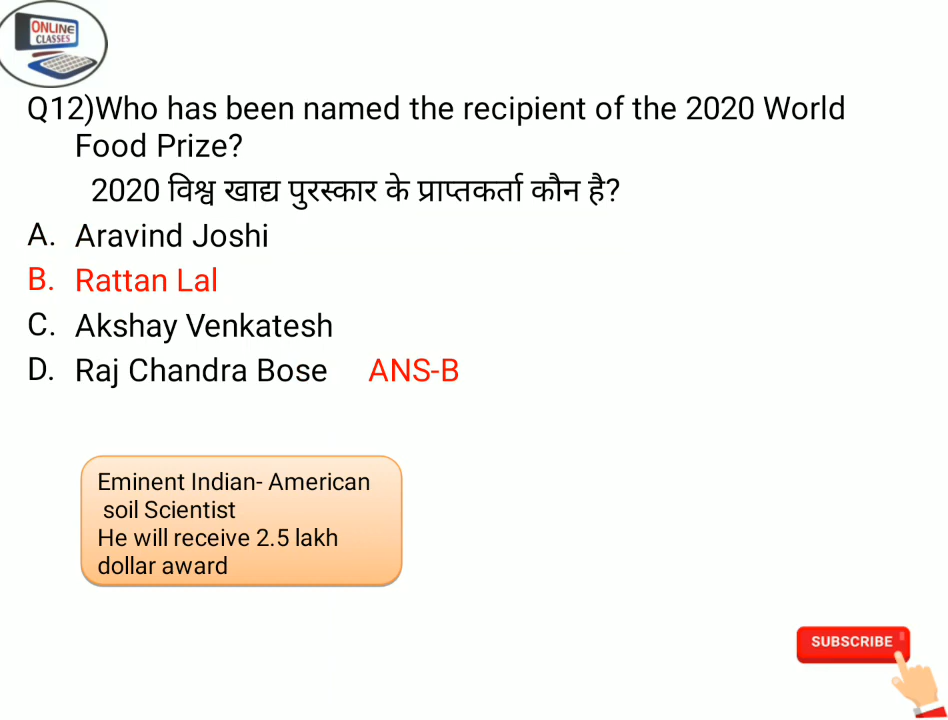 ONLINE
CLASSES
Q12)Who has been named the recipient of the 2020 World
Food Prize?
2020 विश्व खाद्य पुरस्कार के प्राप्तकर्ता कौन है?
A. Aravind Joshi
B. Rattan Lal
C. Akshay Venkatesh
D. Raj Chandra Bose ANS-B
Eminent Indian- American
soil Scientist
He will receive 2.5 lakh
dollar award
SUBSCRIBE